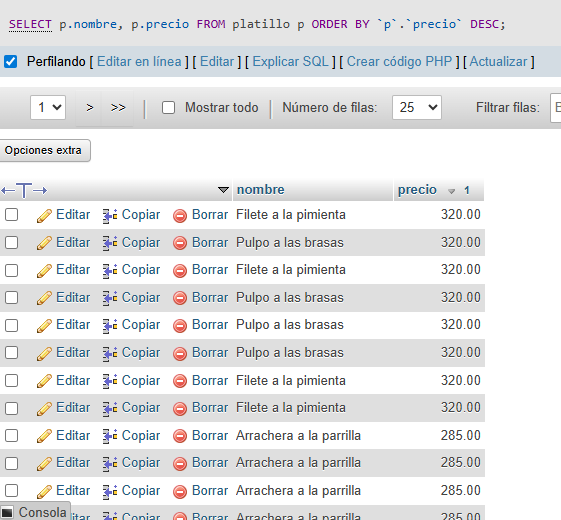 SELECT p.nombre, p.precio FROM platillo p ORDER BY `p`.`precio` DESC;
Perfilando [ Editar en línea ] [ Editar ] [ Explicar SQL ] [ Crear código PHP ] [ Actualizar ]
1 > >> | Mostrar todo | Número de filas: 25 Filtrar filas:
Opciones extra
←T→ nombre precio 1
Editar Copiar Borrar Filete a la pimienta 320.00
Editar Copiar Borrar Pulpo a las brasas 320.00
Editar Copiar Borrar Filete a la pimienta 320.00
Editar Copiar Borrar Pulpo a las brasas 320.00
Editar Copiar Borrar Pulpo a las brasas 320.00
Editar Copiar Borrar Pulpo a las brasas 320.00
Editar Copiar Borrar Filete a la pimienta 320.00
Editar Copiar Borrar Filete a la pimienta 320.00
Editar Copiar Borrar Arrachera a la parrilla 285.00
Editar Copiar Borrar Arrachera a la parrilla 285.00
Editar Copiar Borrar Arrachera a la parrilla 285.00
Consola Copiar Borrar Arrachera a la parrilla 285.00